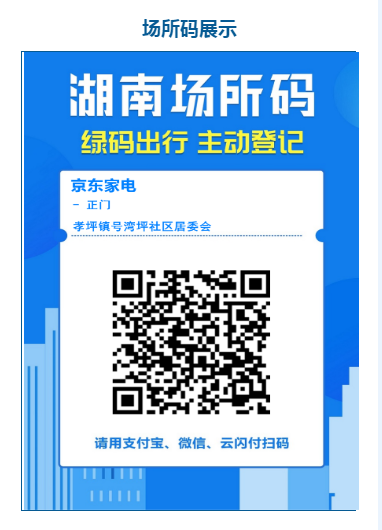 场所码展示
湖南场所码
绿码出行 主动登记
京东家电
- 正门
孝坪镇号湾坪社区居委会
请用支付宝、微信、云闪付扫码